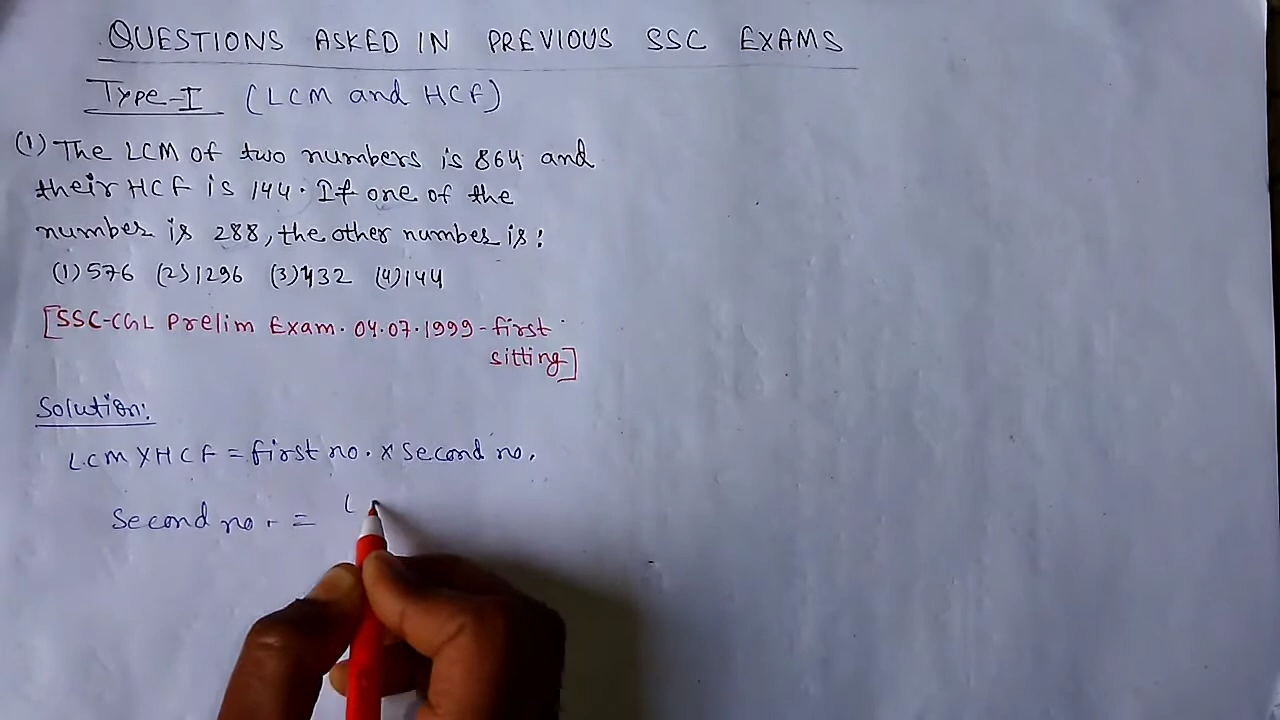 QUESTIONS ASKED IN PREVIOUS SSC EXAMS
Type-I (LCM and HCF)
(1) The LCM of two numbers is 864 and
their HCF is 144. If one of the
number is 288, the other number is:
(1) 576 (2) 1296 (3) 432 (4) 144
[SSC-CGL Prelim Exam. 04.07.1999-first
sitting]
Solution:
LCM X HCF = first no. x second no.
Second no. = L